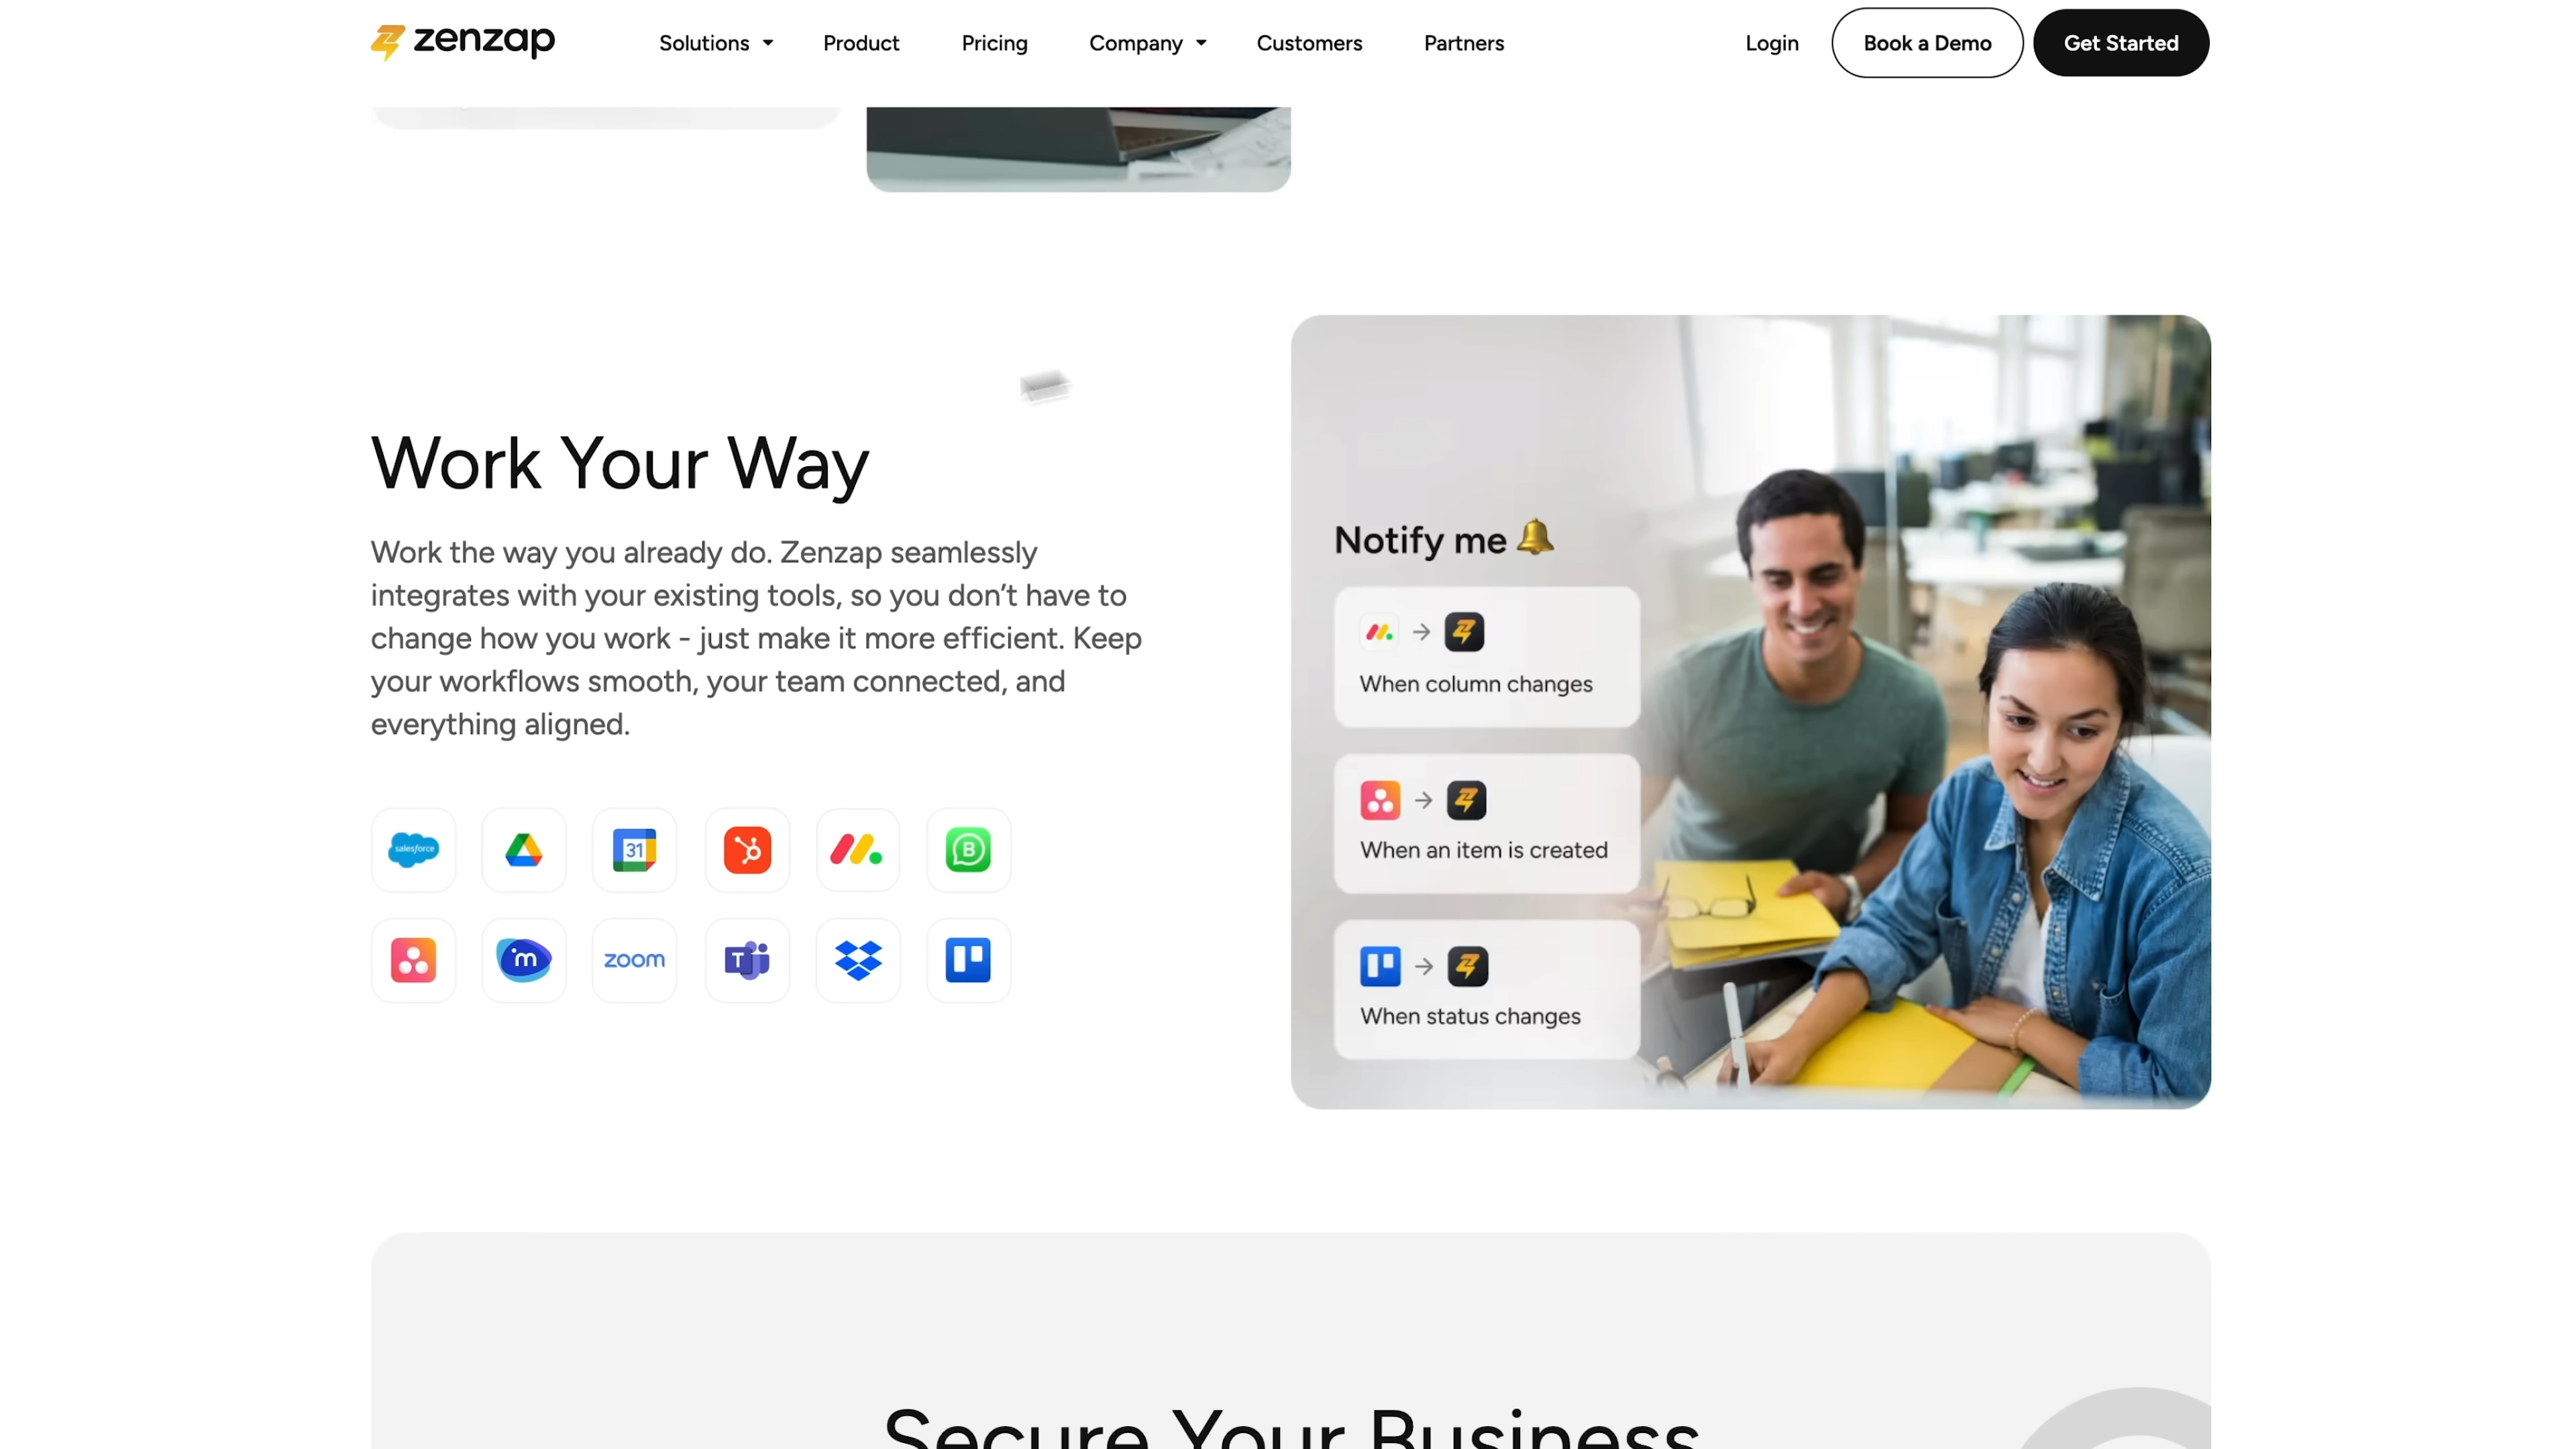 zenzap
Solutions
Product
Pricing
Company
Customers
Partners
Login
Book a Demo
Get Started
Work Your Way
Work the way you already do. Zenzap seamlessly
integrates with your existing tools, so you don’t have to
change how you work - just make it more efficient. Keep
your workflows smooth, your team connected, and
everything aligned.
salesforce
31
B
m
zoom
T
Notify me
When column changes
When an item is created
When status changes
Secure Your Business